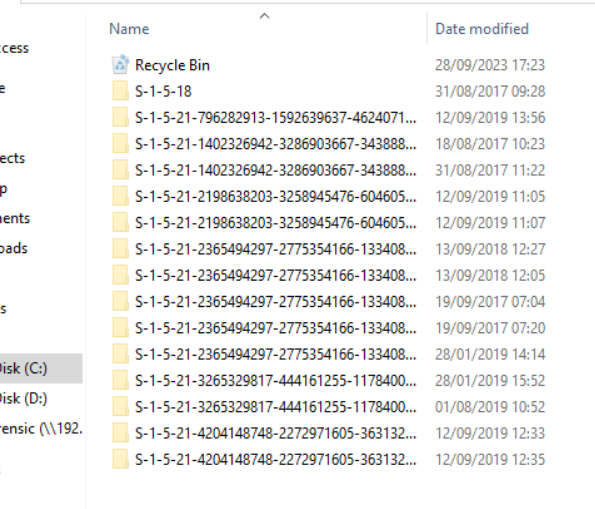 Name Date modified
ccess
Recycle Bin 28/09/2023 17:23
e S-1-5-18 31/08/2017 09:28
S-1-5-21-796282913-1592639637-4624071... 12/09/2019 13:56
S-1-5-21-1402326942-3286903667-343888... 18/08/2017 10:23
ects
S-1-5-21-1402326942-3286903667-343888... 31/08/2017 11:22
p S-1-5-21-2198638203-3258945476-604605... 12/09/2019 11:05
nents S-1-5-21-2198638203-3258945476-604605... 12/09/2019 11:07
oads S-1-5-21-2365494297-2775354166-133408... 13/09/2018 12:27
S-1-5-21-2365494297-2775354166-133408... 13/09/2018 12:05
s S-1-5-21-2365494297-2775354166-133408... 19/09/2017 07:04
S-1-5-21-2365494297-2775354166-133408... 19/09/2017 07:20
S-1-5-21-2365494297-2775354166-133408... 28/01/2019 14:14
Disk (C:)
S-1-5-21-3265329817-444161255-1178400... 28/01/2019 15:52
Disk (D:) S-1-5-21-3265329817-444161255-1178400... 01/08/2019 10:52
rensic (\\192. S-1-5-21-4204148748-2272971605-363132... 12/09/2019 12:33
S-1-5-21-4204148748-2272971605-363132... 12/09/2019 12:35